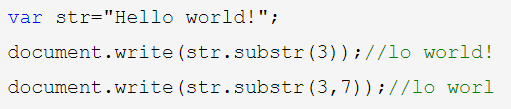 var str="Hello world!";
document.write(str.substr(3));//lo world!
document.write(str.substr(3,7));//lo worl